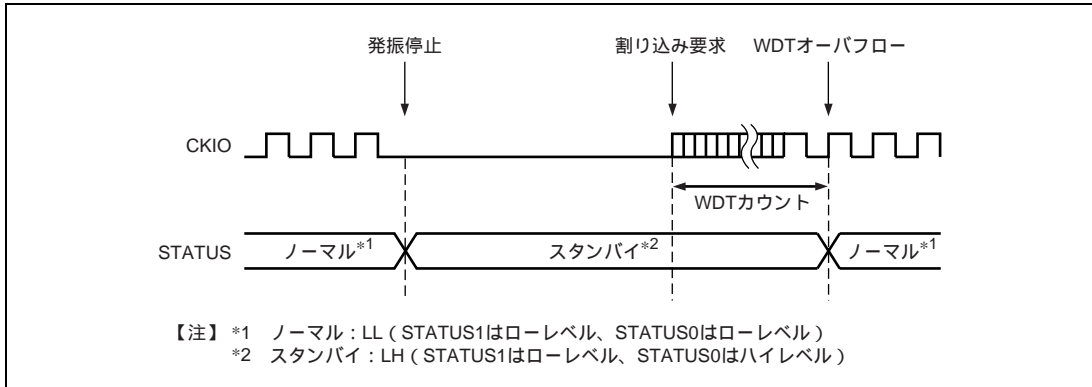 発振停止 割り込み要求 WDTオーバフロー
CKIO
WDTカウント
STATUS ノーマル*1 スタンバイ*2 ノーマル*1
【注】 *1 ノーマル：LL（STATUS1はローレベル、STATUS0はローレベル）
*2 スタンバイ：LH（STATUS1はローレベル、STATUS0はハイレベル）